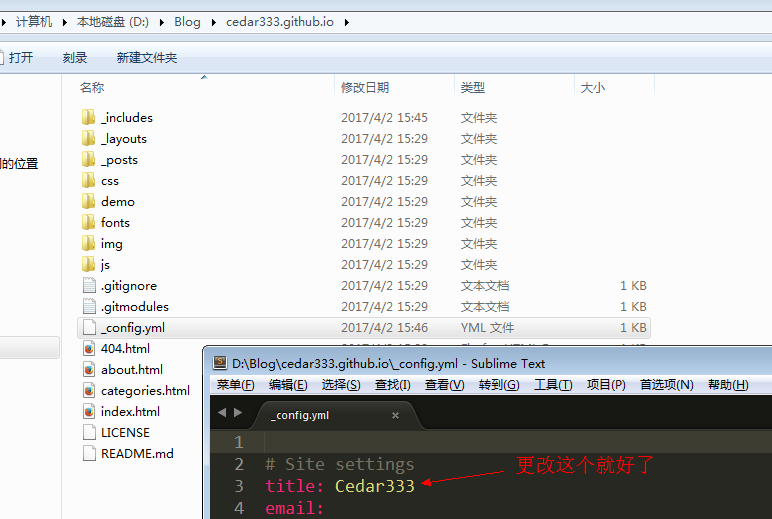 计算机 本地磁盘 (D:) Blog cedar333.github.io
打开 刻录 新建文件夹
名称 修改日期 类型 大小
_includes 2017/4/2 15:45 文件夹
_layouts 2017/4/2 15:29 文件夹
的位置
_posts 2017/4/2 15:29 文件夹
css 2017/4/2 15:29 文件夹
demo 2017/4/2 15:29 文件夹
fonts 2017/4/2 15:29 文件夹
img 2017/4/2 15:29 文件夹
js 2017/4/2 15:29 文件夹
.gitignore 2017/4/2 15:29 文本文档 1 KB
.gitmodules 2017/4/2 15:29 文本文档 1 KB
_config.yml 2017/4/2 15:46 YML 文件 1 KB
404.html
about.html
categories.html
index.html
LICENSE
README.md
D:\Blog\cedar333.github.io\_config.yml - Sublime Text
菜单(F) 编辑(E) 选择(S) 查找(I) 查看(V) 转到(G) 工具(T) 项目(P) 首选项(N) 帮助(H)
_config.yml ×
1
2 # Site settings
3 title: Cedar333
更改这个就好了
4 email: